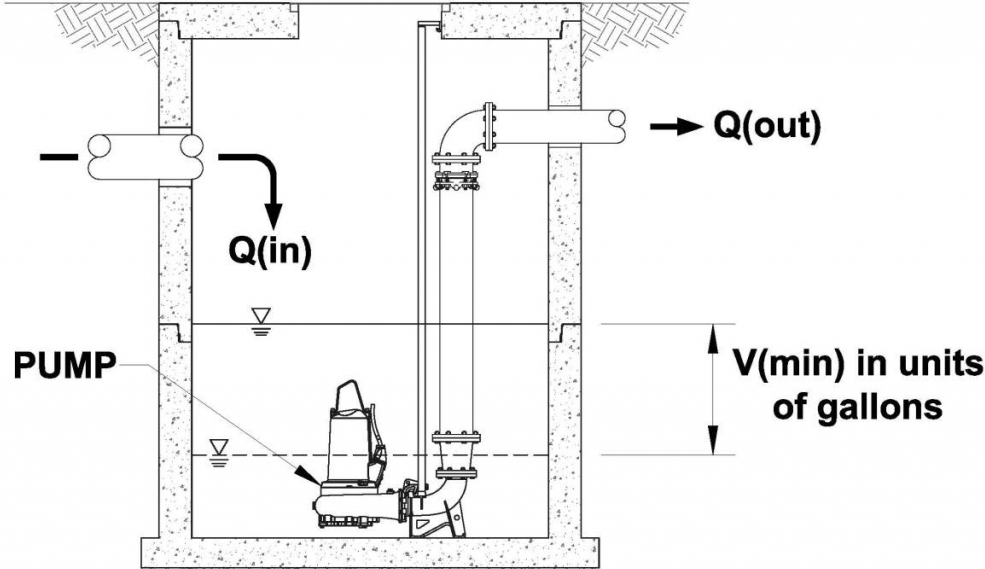 Q(out)
Q(in)
PUMP
V(min) in units
of gallons